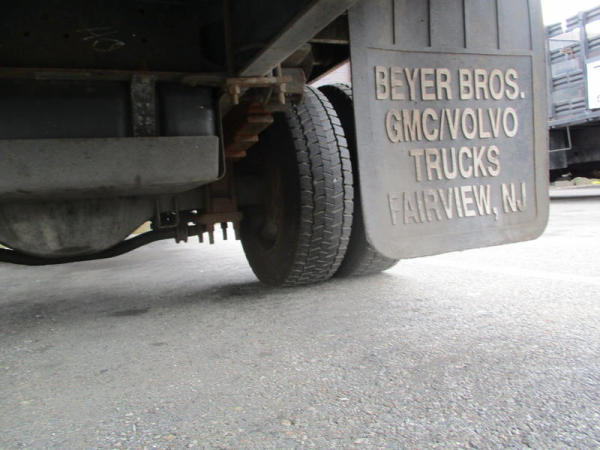 BEYER BROS.
GMC/VOLVO
TRUCKS
FAIRVIEW, NJ